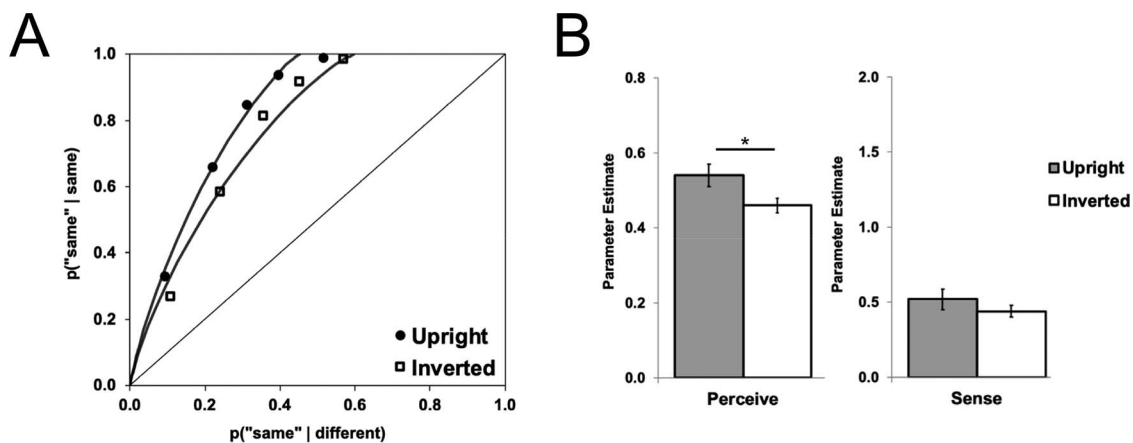 A
1.0
0.8
0.6
0.4
0.2
0.0
p("same" | same)
Upright
Inverted
0.0 0.2 0.4 0.6 0.8 1.0
p("same" | different)
B
0.8
0.6
0.4
0.2
0.0
Parameter Estimate
*
Perceive
2.0
1.5
1.0
0.5
0.0
Parameter Estimate
Sense
Upright
Inverted